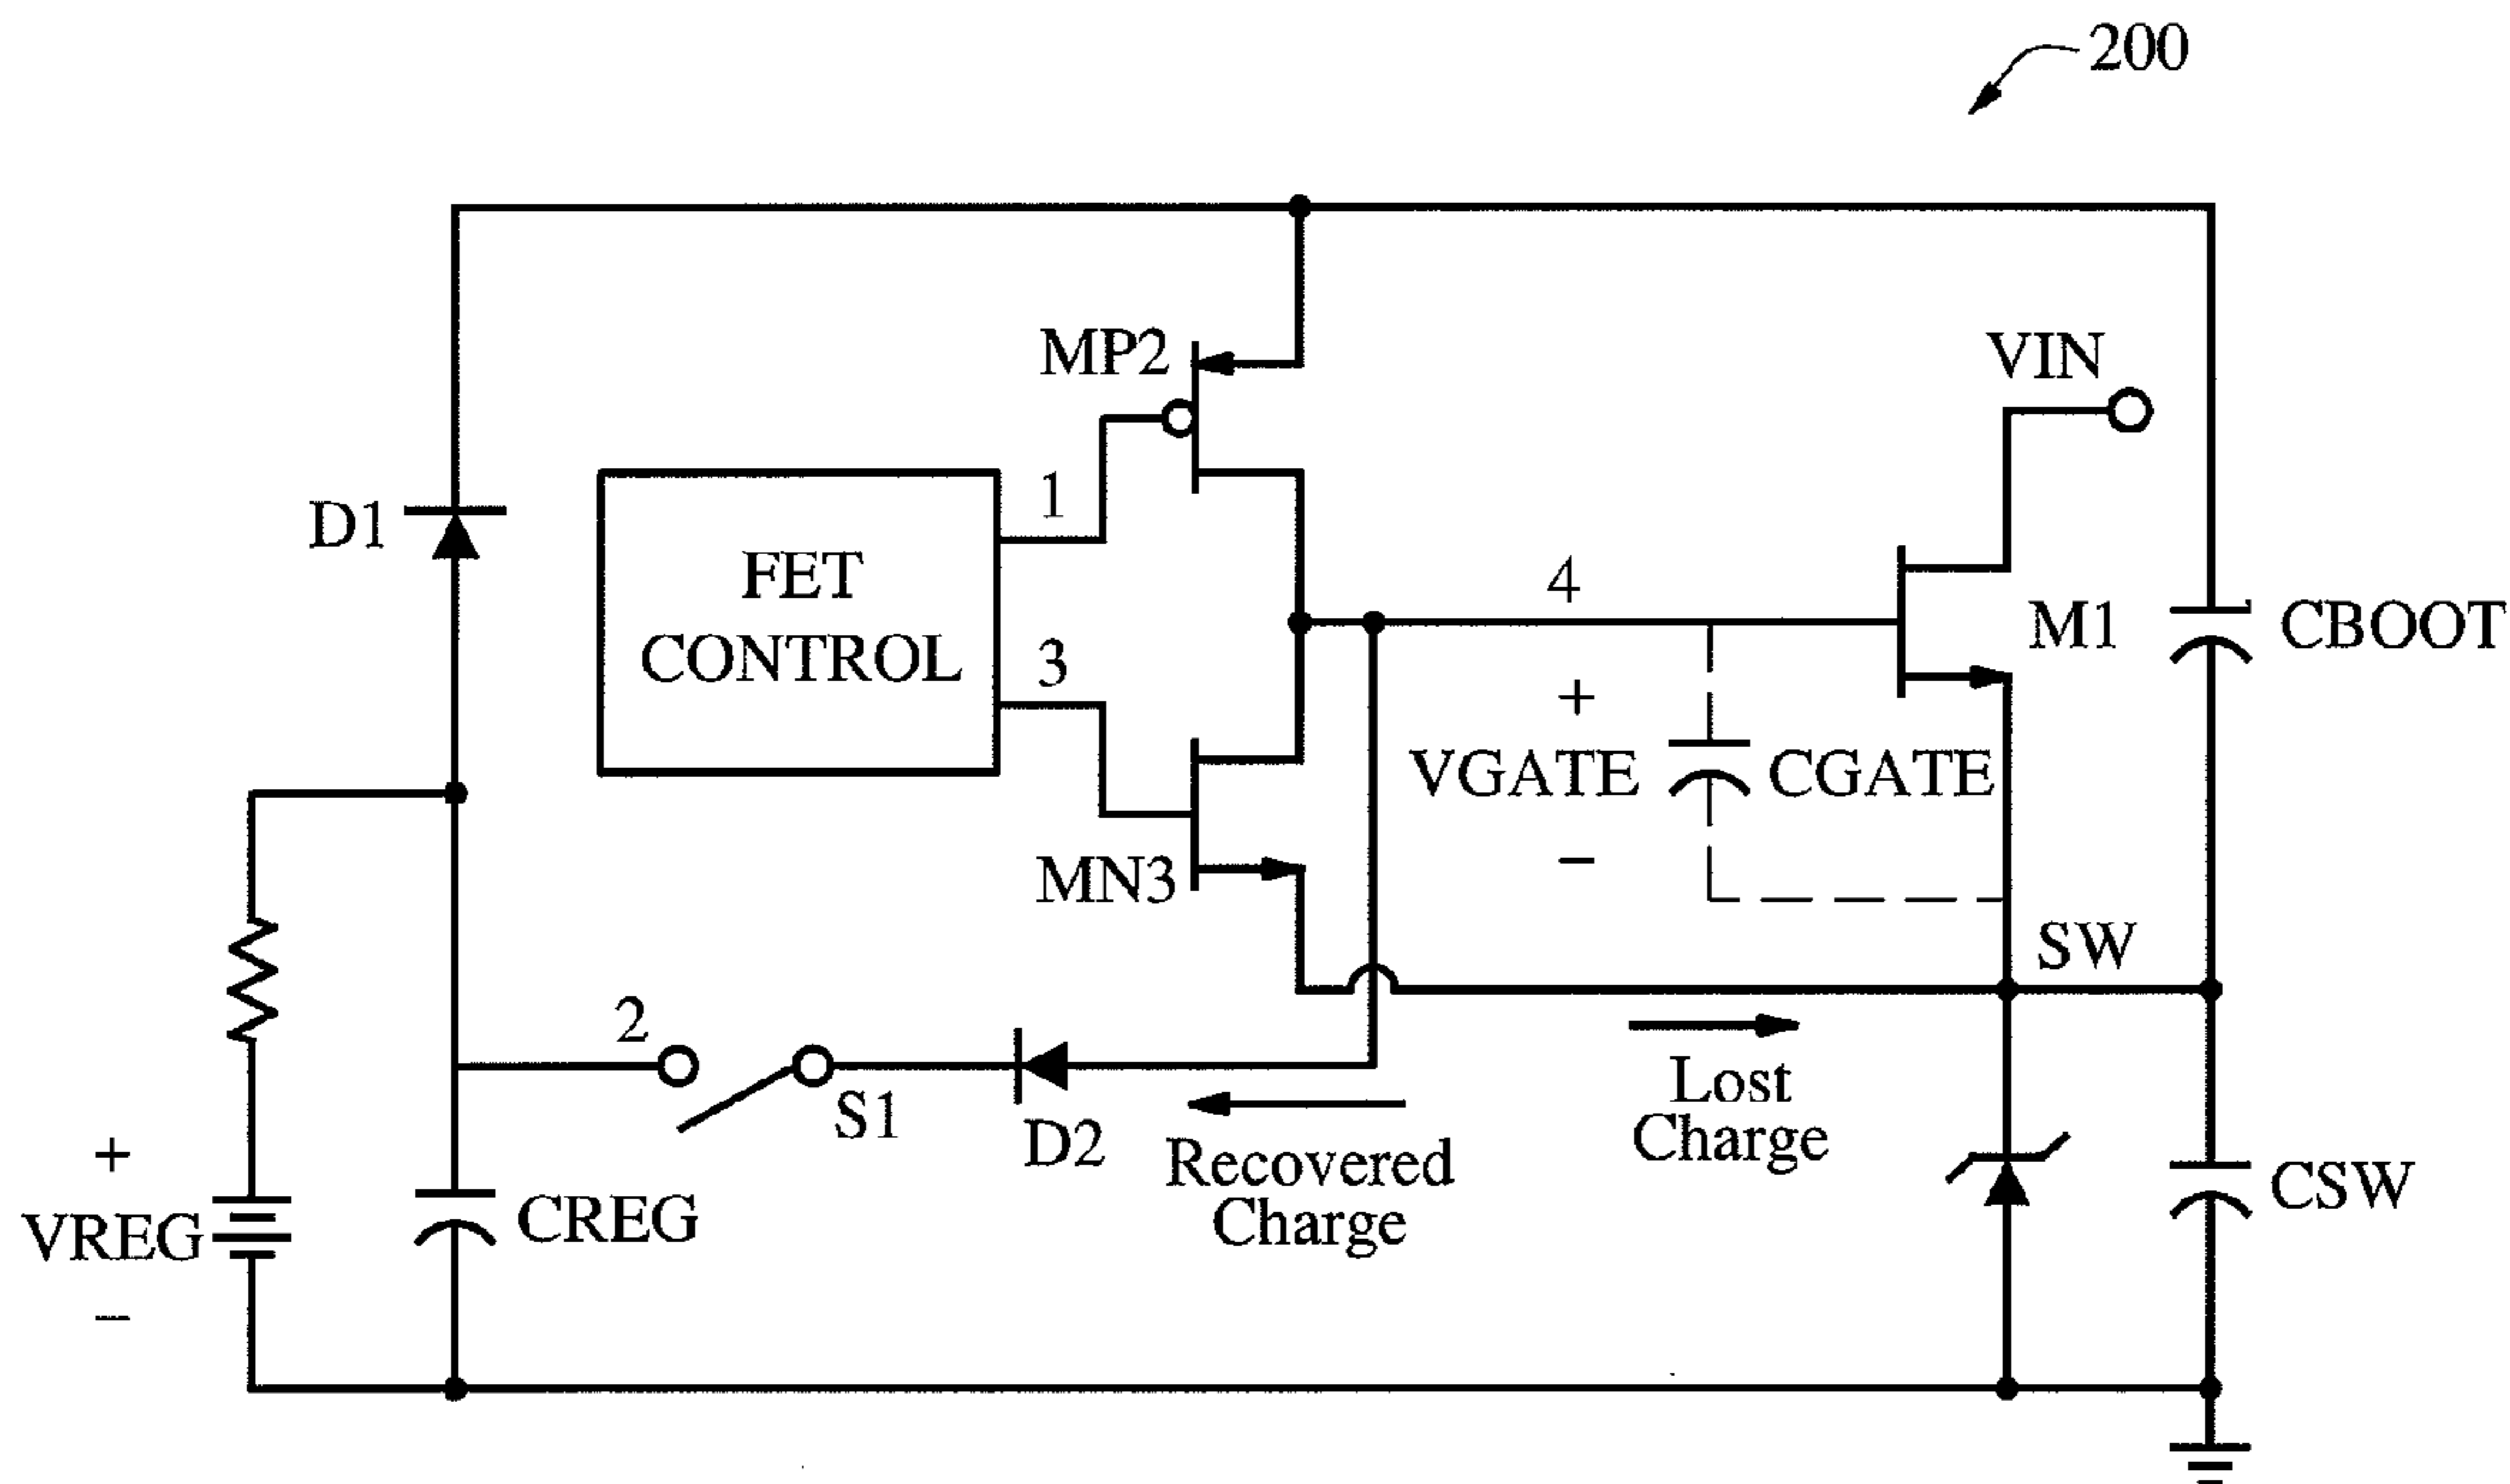 200
MP2
VIN
D1
1
FET
CONTROL
3
4
M1
CBOOT
+
VGATE
CGATE
−
MN3
SW
2
S1
D2
Lost
Charge
Recovered
Charge
+
VREG
−
CREG
CSW